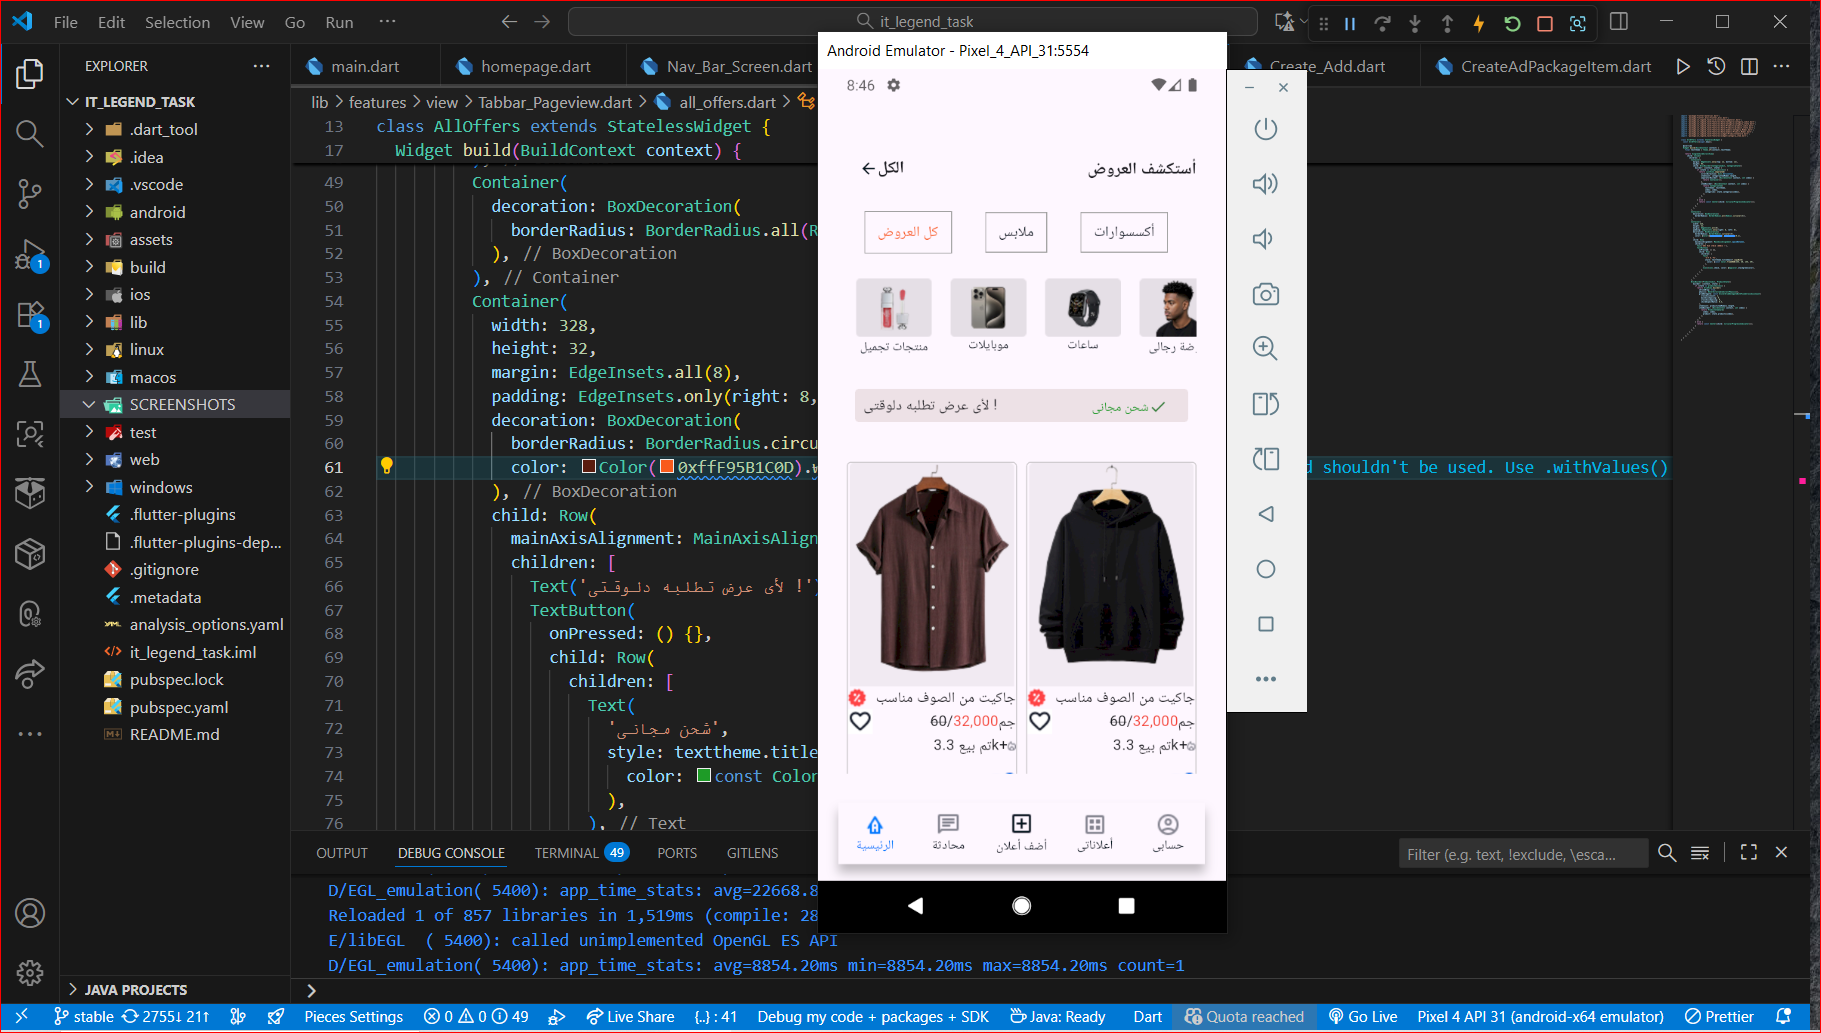 File Edit Selection View Go Run ··· it_legend_task
EXPLORER ···
main.dart homepage.dart Nav_Bar_Screen.dart Create_Add.dart CreateAdPackageItem.dart
IT_LEGEND_TASK
.dart_tool
.idea
.vscode
android
assets
build
ios
lib
linux
macos
SCREENSHOTS
test
web
windows
.flutter-plugins
.flutter-plugins-dep...
.gitignore
.metadata
analysis_options.yaml
it_legend_task.iml
pubspec.lock
pubspec.yaml
README.md
JAVA PROJECTS
1
1
lib > features > view > Tabbar_Pageview.dart > all_offers.dart >
13 class AllOffers extends StatelessWidget {
17 Widget build(BuildContext context) {
49 Container(
50 decoration: BoxDecoration(
51 borderRadius: BorderRadius.all(R
52 ), // BoxDecoration
53 ), // Container
54 Container(
55 width: 328,
56 height: 32,
57 margin: EdgeInsets.all(8),
58 padding: EdgeInsets.only(right: 8,
59 decoration: BoxDecoration(
60 borderRadius: BorderRadius.circu
61 color: Color(0xffF95B1C0D).w
d shouldn't be used. Use .withValues()
62 ), // BoxDecoration
63 child: Row(
64 mainAxisAlignment: MainAxisAlign
65 children: [
66 Text('لأى عرض تطلبه دلوقتى !')
67 TextButton(
68 onPressed: () {},
69 child: Row(
70 children: [
71 Text(
72 'شحن مجانى',
73 style: texttheme.titl
74 color: const Color
75 ),
76 ), // Text
Android Emulator - Pixel_4_API_31:5554
8:46
أستكشف العروض
الكل
كل العروض
ملابس
أكسسوارات
منتجات تجميل
موبايلات
ساعات
ضة رجالى
لأى عرض تطلبه دلوقتى !
شحن مجانى
جاكيت من الصوف مناسب
جم32,000/60
تم بيع 3.3k+
جاكيت من الصوف مناسب
جم32,000/60
تم بيع 3.3k+
الرئيسية
محادثة
أضف أعلان
أعلاناتى
حسابى
OUTPUT DEBUG CONSOLE TERMINAL 49 PORTS GITLENS
Filter (e.g. text, !exclude, \esca...
D/EGL_emulation( 5400): app_time_stats: avg=22668.8
Reloaded 1 of 857 libraries in 1,519ms (compile: 28
E/libEGL ( 5400): called unimplemented OpenGL ES API
D/EGL_emulation( 5400): app_time_stats: avg=8854.20ms min=8854.20ms max=8854.20ms count=1
stable 2755↓ 21↑ Pieces Settings 0 0 49 Live Share {..} : 41 Debug my code + packages + SDK Java: Ready Dart Quota reached Go Live Pixel 4 API 31 (android-x64 emulator) Prettier